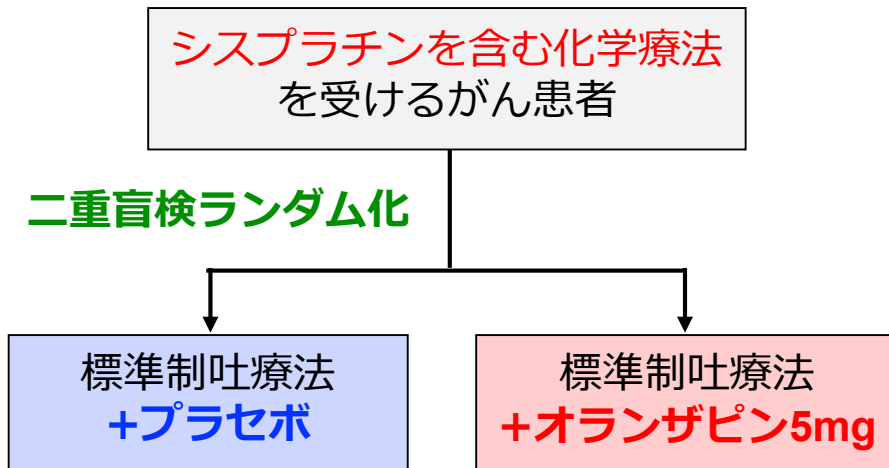 シスプラチンを含む化学療法
を受けるがん患者
二重盲検ランダム化
標準制吐療法
+プラセボ
標準制吐療法
+オランザピン5mg